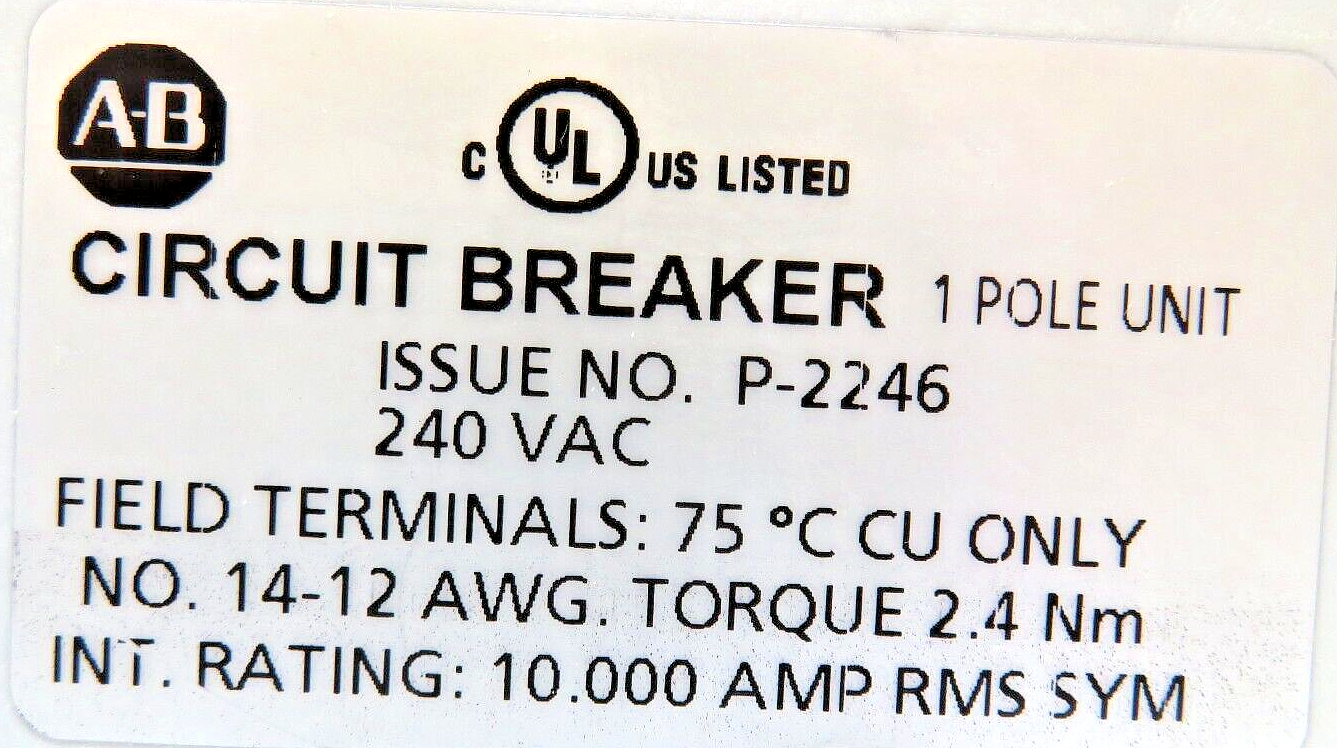 A-B
C UL US LISTED
CIRCUIT BREAKER 1 POLE UNIT
ISSUE NO. P-2246
240 VAC
FIELD TERMINALS: 75 °C CU ONLY
NO. 14-12 AWG. TORQUE 2.4 Nm
INT. RATING: 10.000 AMP RMS SYM